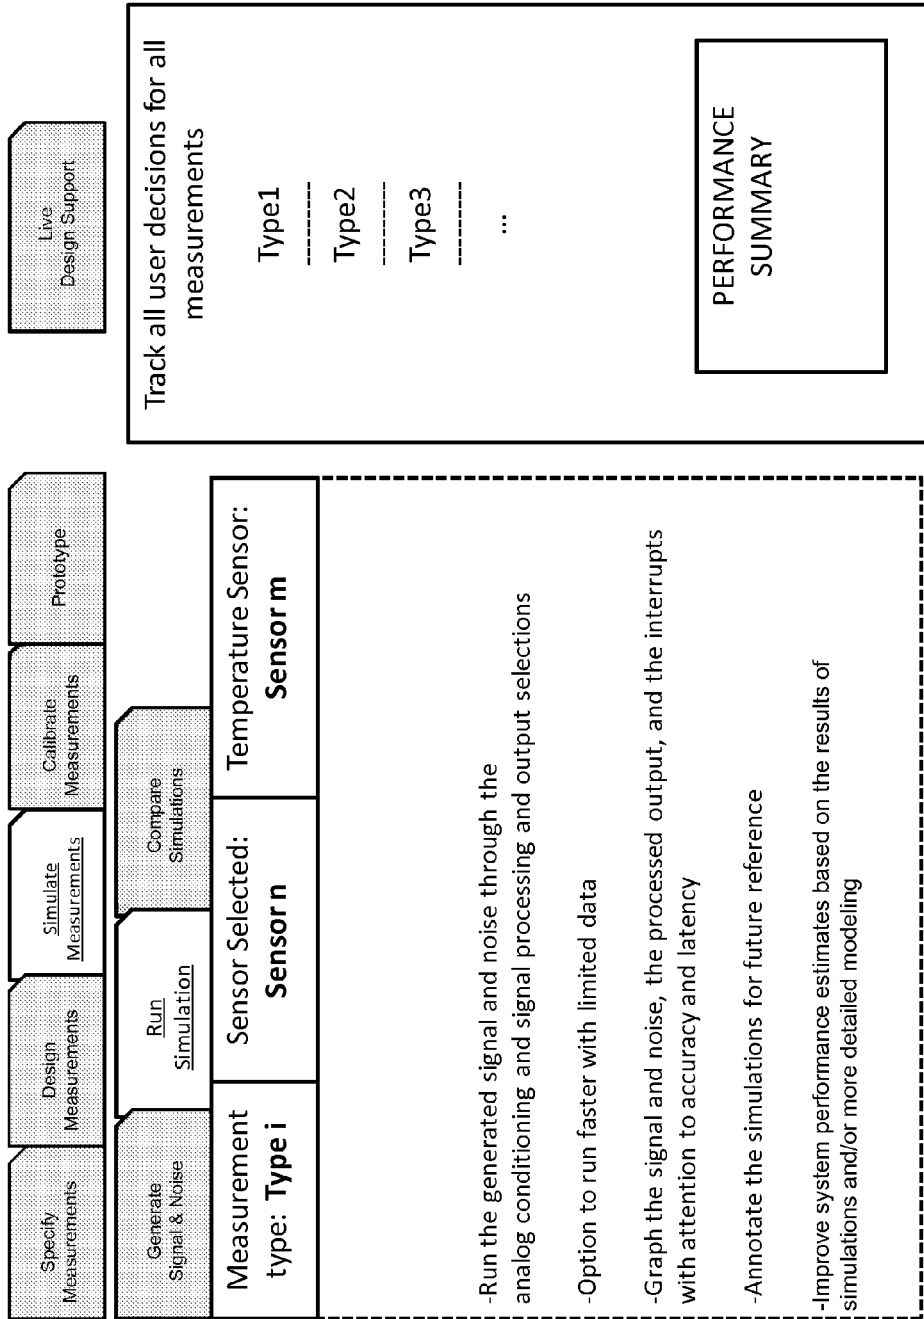 Specify
Measurements
Design
Measurements
Simulate
Measurements
Calibrate
Measurements
Prototype
Live
Design Support
Generate
Signal & Noise
Run
Simulation
Compare
Simulations
Measurement
type: Type i
Sensor Selected:
Sensor n
Temperature Sensor:
Sensor m
-Run the generated signal and noise through the
analog conditioning and signal processing and output selections
-Option to run faster with limited data
-Graph the signal and noise, the processed output, and the interrupts
with attention to accuracy and latency
-Annotate the simulations for future reference
-Improve system performance estimates based on the results of
simulations and/or more detailed modeling
Track all user decisions for all
measurements
Type1
Type2
Type3
...
PERFORMANCE
SUMMARY